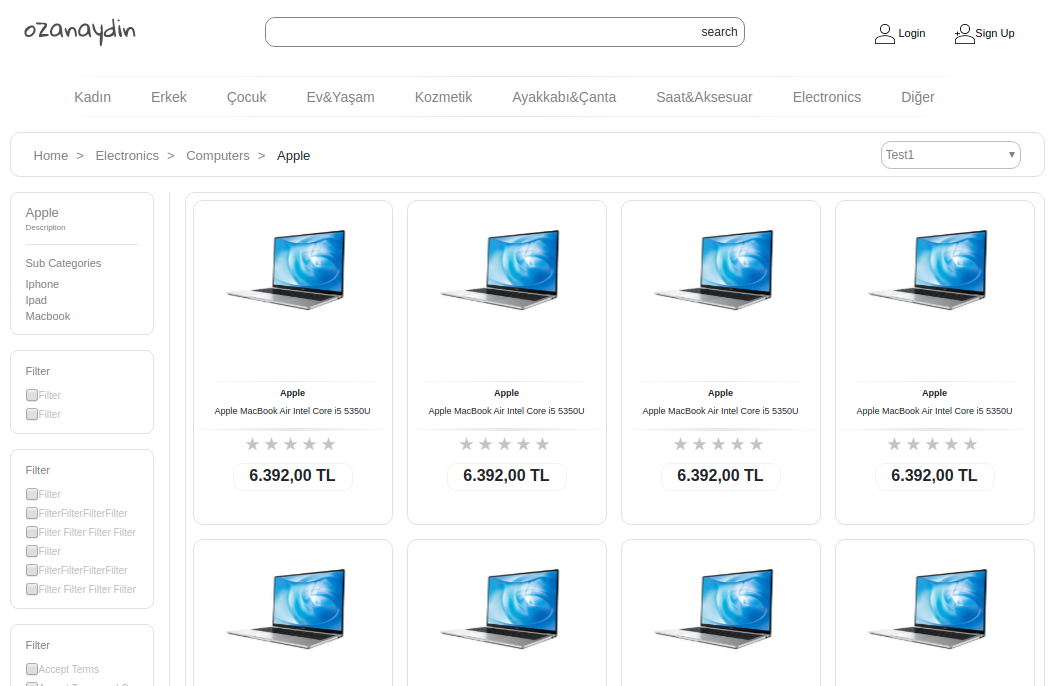 ozanaydin
search
Login
Sign Up
Kadın Erkek Çocuk Ev&Yaşam Kozmetik Ayakkabı&Çanta Saat&Aksesuar Electronics Diğer
Home > Electronics > Computers > Apple
Test1
Apple
Description
Sub Categories
Iphone
Ipad
Macbook
Filter
Filter
Filter
Filter
Filter
FilterFilterFilterFilter
Filter Filter Filter Filter
Filter
FilterFilterFilterFilter
Filter Filter Filter Filter
Filter
Accept Terms
Apple
Apple MacBook Air Intel Core i5 5350U
6.392,00 TL
Apple
Apple MacBook Air Intel Core i5 5350U
6.392,00 TL
Apple
Apple MacBook Air Intel Core i5 5350U
6.392,00 TL
Apple
Apple MacBook Air Intel Core i5 5350U
6.392,00 TL